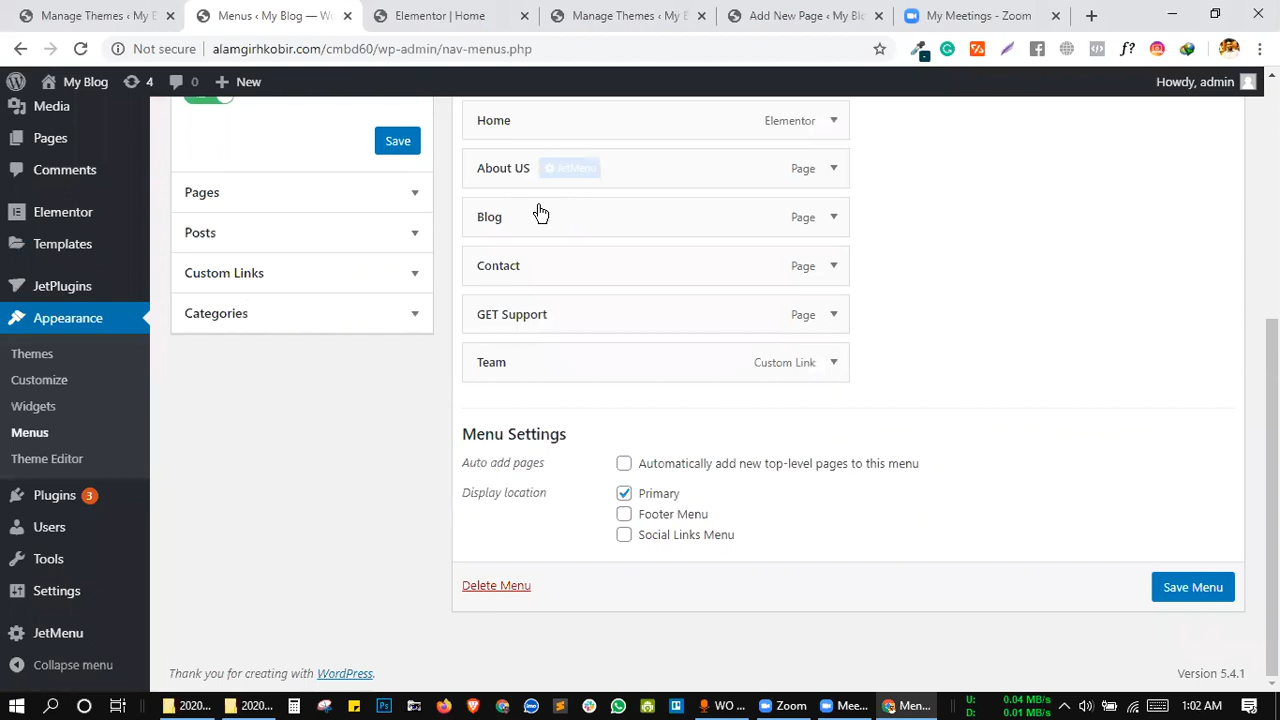 Manage Themes ‹ My E
Menus ‹ My Blog — Wo
Elementor | Home
Manage Themes ‹ My E
Add New Page ‹ My Blo
My Meetings - Zoom
Not secure
alamgirhkobir.com/cmbd60/wp-admin/nav-menus.php
My Blog
4
0
New
Howdy, admin
Media
Pages
Comments
Elementor
Templates
JetPlugins
Appearance
Themes
Customize
Widgets
Menus
Theme Editor
Plugins 3
Users
Tools
Settings
JetMenu
Collapse menu
Save
Pages
Posts
Custom Links
Categories
Home Elementor
About US JetMenu Page
Blog Page
Contact Page
GET Support Page
Team Custom Link
Menu Settings
Auto add pages
Automatically add new top-level pages to this menu
Display location
Primary
Footer Menu
Social Links Menu
Delete Menu
Save Menu
Thank you for creating with WordPress.
Version 5.4.1
2020...
2020...
WO ...
Zoom
Mee...
Men...
U: 0.04 MB/s
D: 0.01 MB/s
1:02 AM